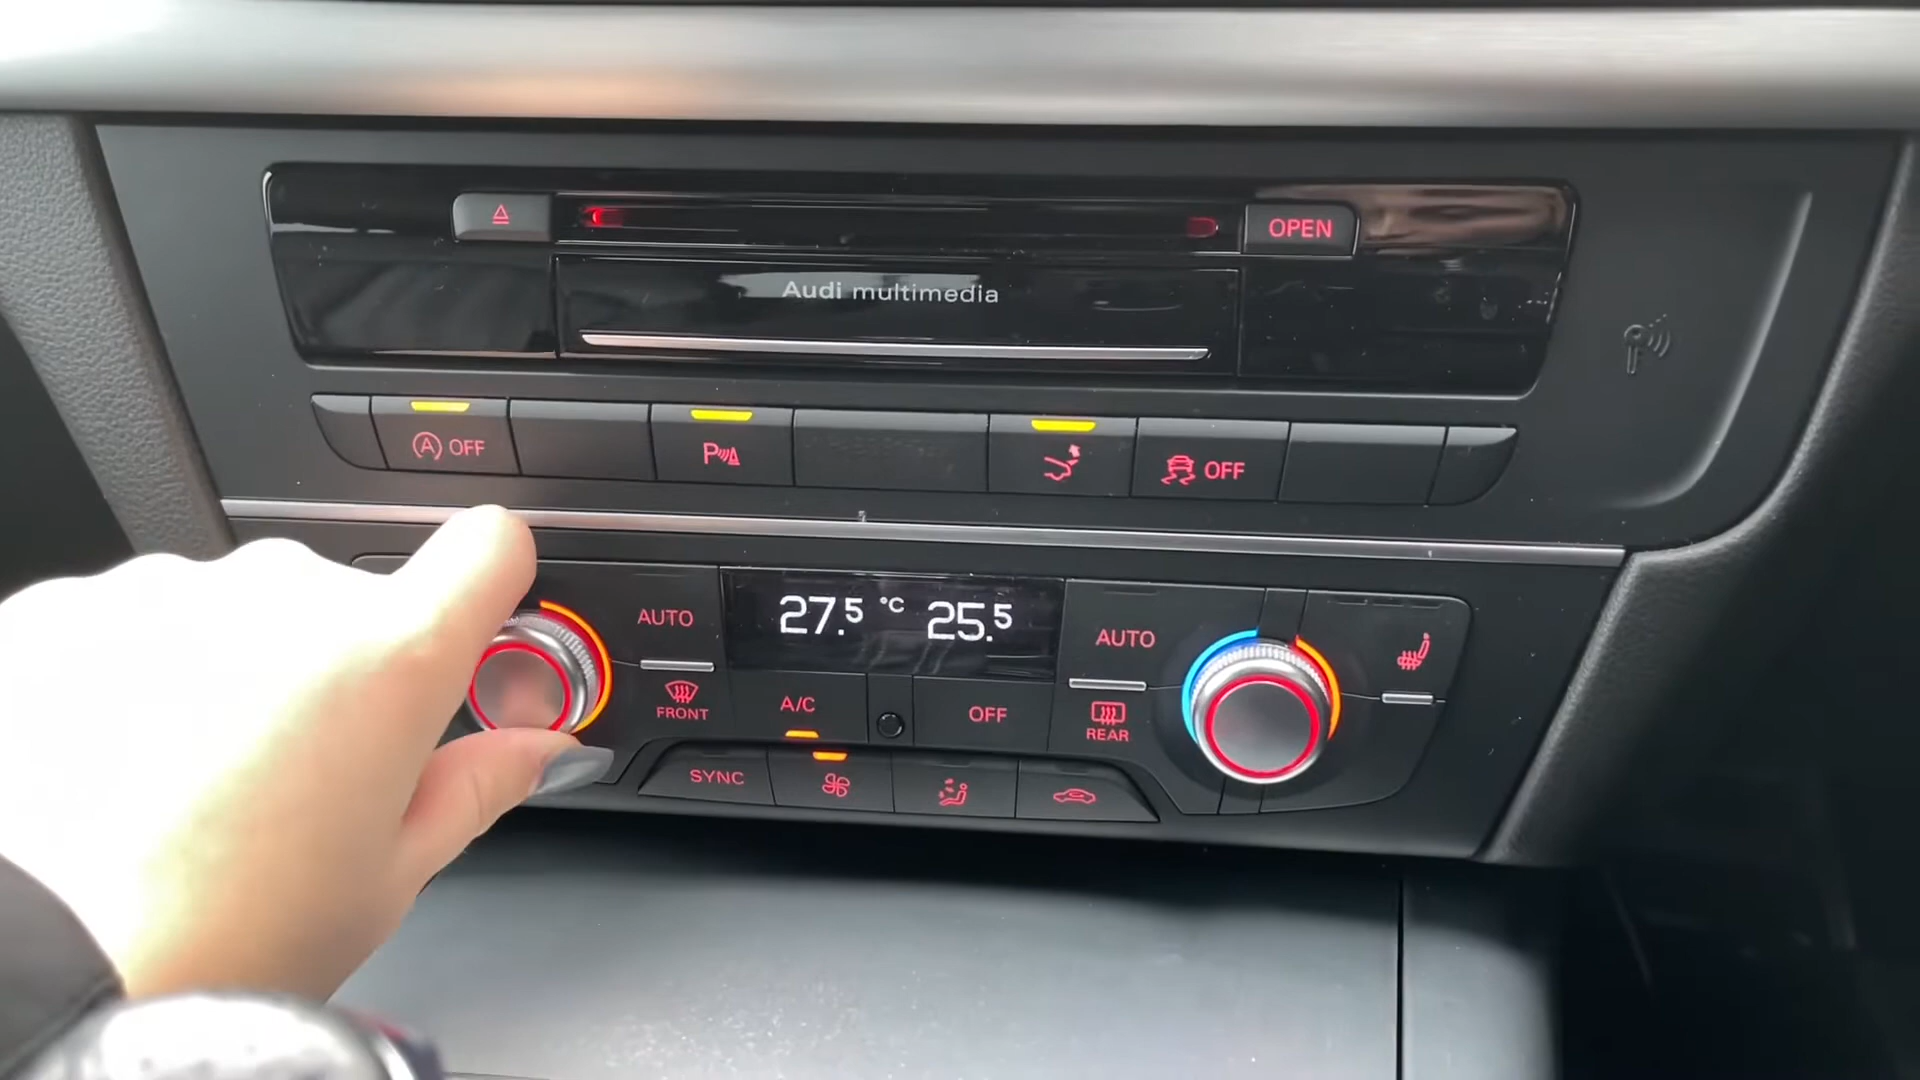 OPEN
Audi multimedia
A OFF
P
OFF
AUTO
27.5 °C 25.5
AUTO
FRONT
A/C
OFF
REAR
SYNC